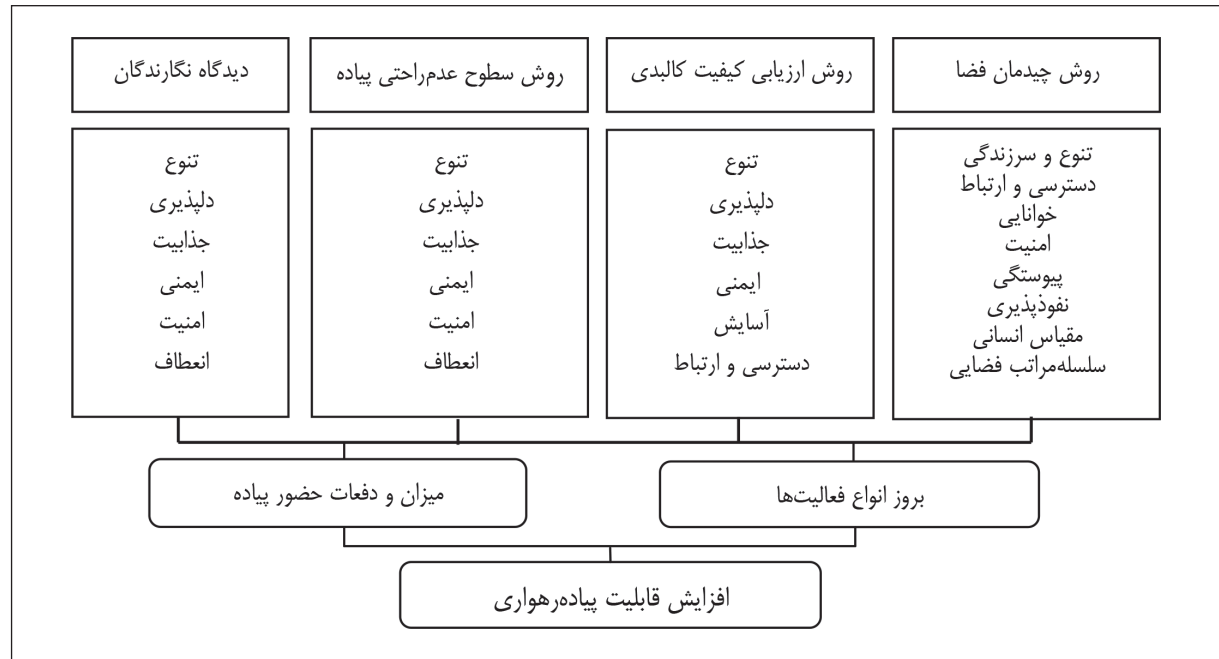 روش چیدمان فضا
روش ارزیابی کیفیت کالبدی
روش سطوح عدم‌راحتی پیاده
دیدگاه نگارندگان
تنوع و سرزندگی
دسترسی و ارتباط
خوانایی
امنیت
پیوستگی
نفوذپذیری
مقیاس انسانی
سلسله‌مراتب فضایی
تنوع
دلپذیری
جذابیت
ایمنی
آسایش
دسترسی و ارتباط
تنوع
دلپذیری
جذابیت
ایمنی
امنیت
انعطاف
تنوع
دلپذیری
جذابیت
ایمنی
امنیت
انعطاف
بروز انواع فعالیت‌ها
میزان و دفعات حضور پیاده
افزایش قابلیت پیاده‌رهواری